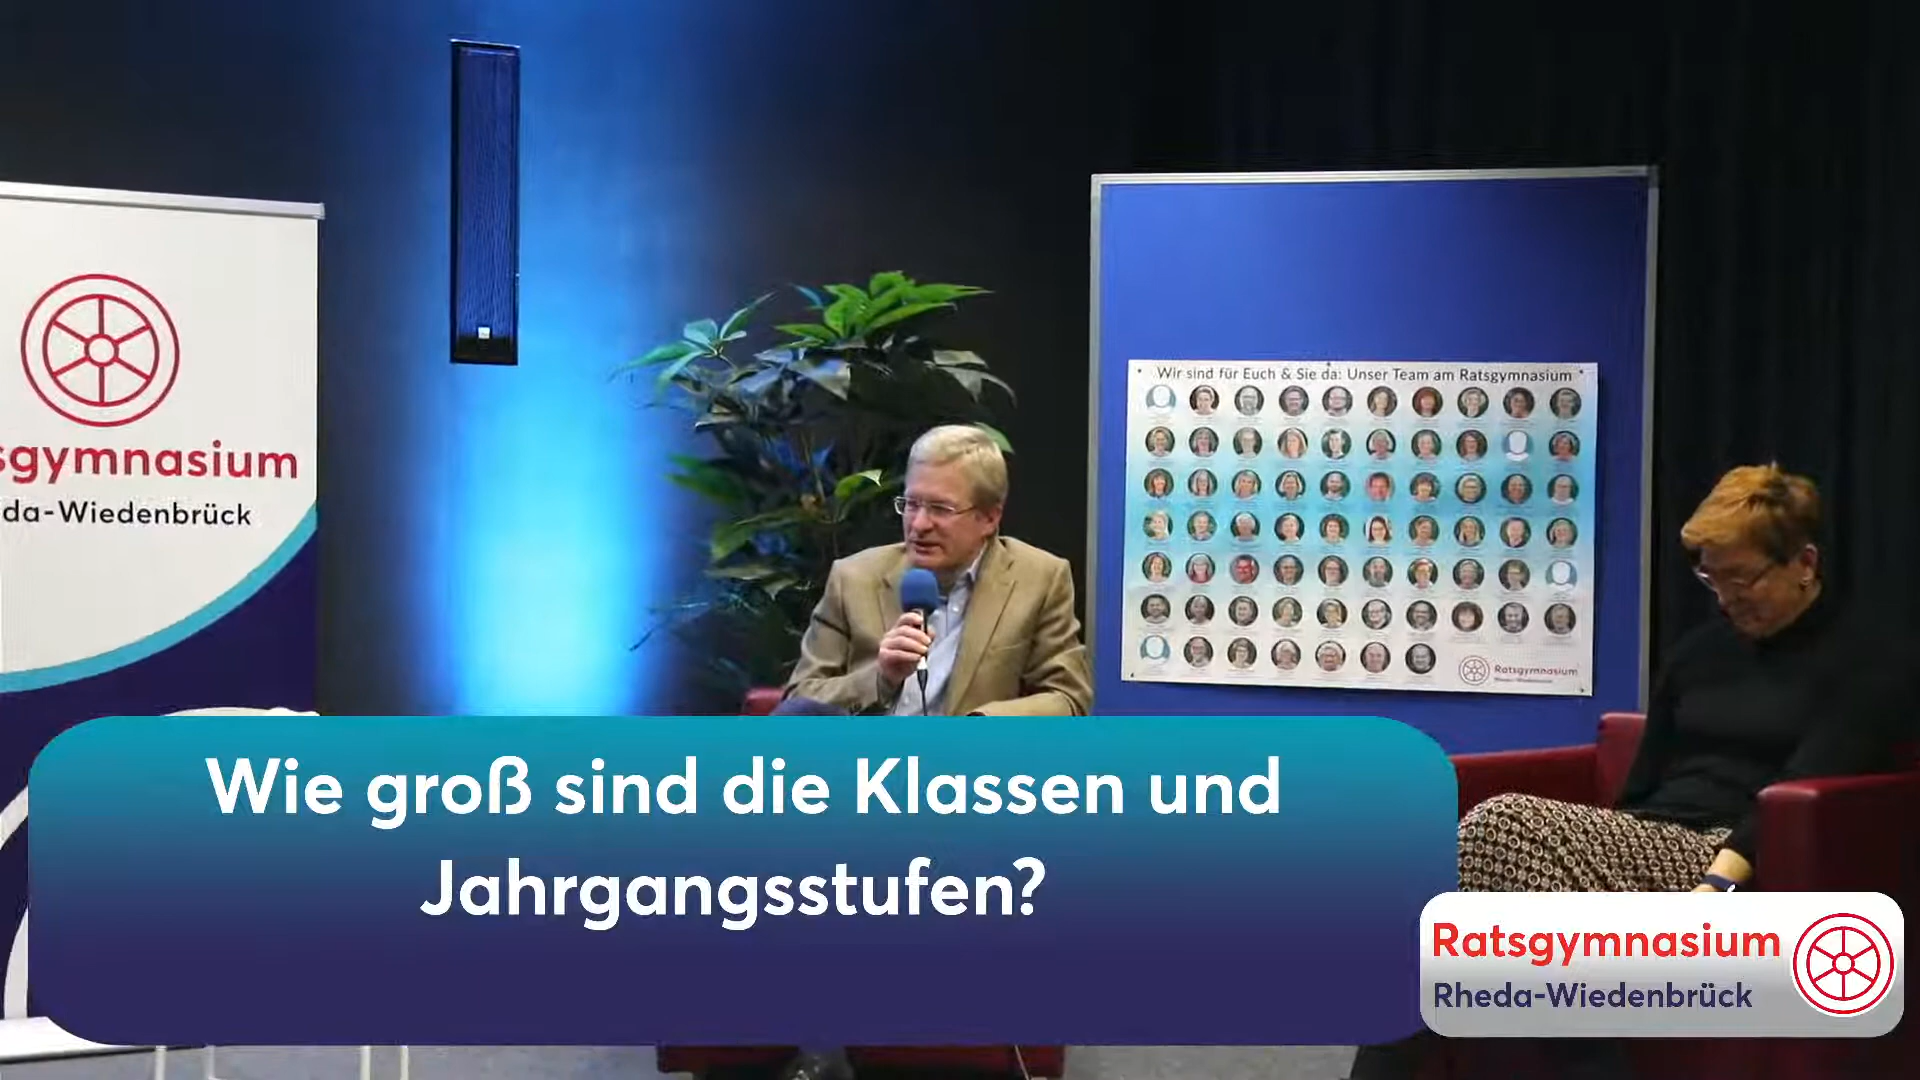 sgymnasium
da-Wiedenbrück
Wir sind für Euch & Sie da: Unser Team am Ratsgymnasium
Ratsgymnasium
Wie groß sind die Klassen und
Jahrgangsstufen?
Ratsgymnasium
Rheda-Wiedenbrück